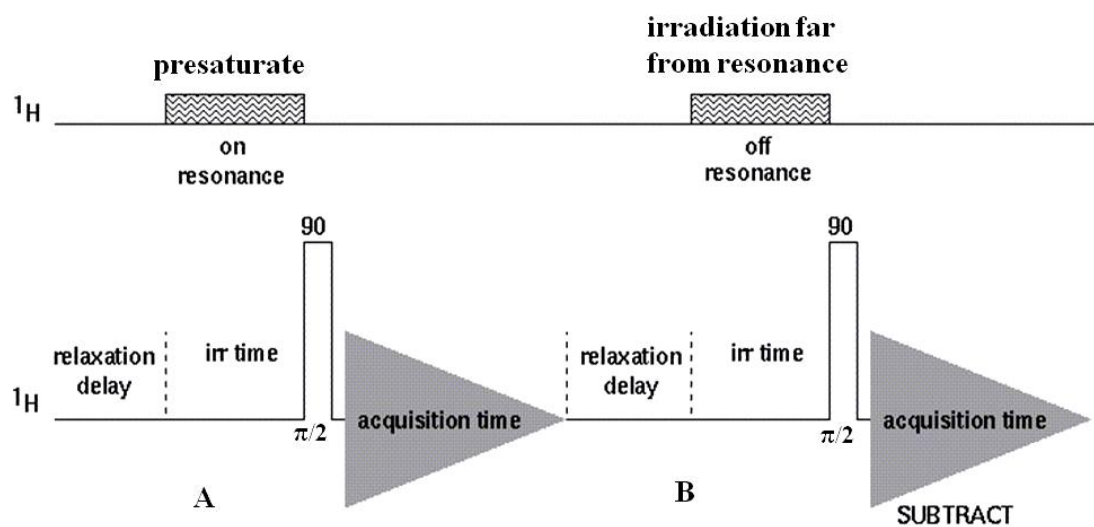 presaturate
irradiation far
from resonance
¹H
on
resonance
off
resonance
90
90
relaxation
delay
irr time
relaxation
delay
irr time
¹H
π/2
acquisition time
π/2
acquisition time
A
B
SUBTRACT